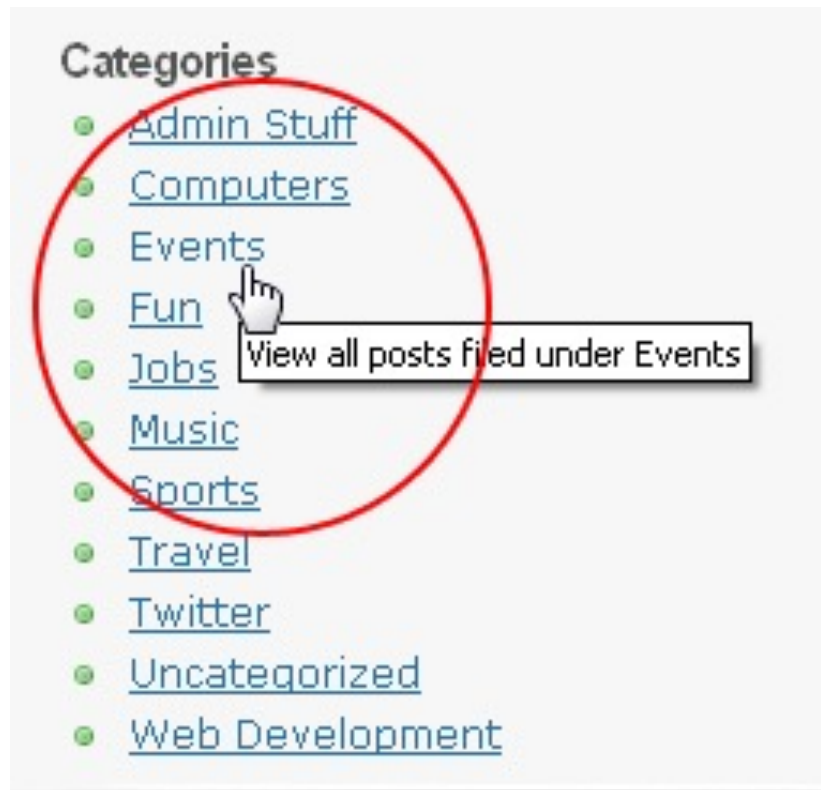 Categories
Admin Stuff
Computers
Events
Fun
View all posts filed under Events
Jobs
Music
Sports
Travel
Twitter
Uncategorized
Web Development